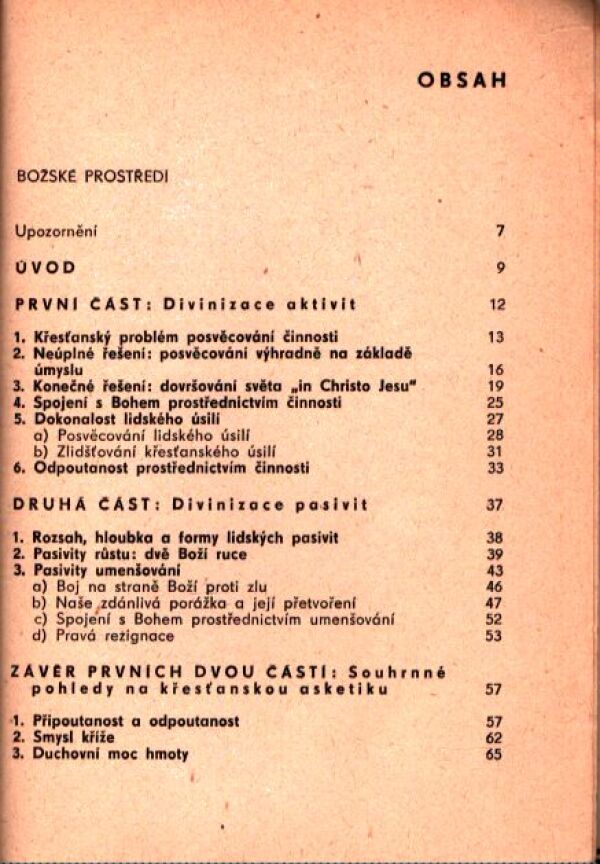 OBSAH
BOŽSKÉ PROSTŘEDÍ
Upozornění 7
ÚVOD 9
PRVNÍ ČÁST: Divinizace aktivit 12
1. Křesťanský problém posvěcování činnosti 13
2. Neúplné řešení: posvěcování výhradně na základě
úmyslu 16
3. Konečné řešení: dovršování světa „in Christo Jesu" 19
4. Spojení s Bohem prostřednictvím činnosti 25
5. Dokonalost lidského úsilí 27
a) Posvěcování lidského úsilí 28
b) Zlidšťování křesťanského úsilí 31
6. Odpoutanost prostřednictvím činnosti 33
DRUHÁ ČÁST: Divinizace pasivit 37
1. Rozsah, hloubka a formy lidských pasivit 38
2. Pasivity růstu: dvě Boží ruce 39
3. Pasivity umenšování 43
a) Boj na straně Boží proti zlu 46
b) Naše zdánlivá porážka a její přetvoření 47
c) Spojení s Bohem prostřednictvím umenšování 52
d) Pravá rezignace 53
ZÁVĚR PRVNÍCH DVOU ČÁSTÍ: Souhrnné
pohledy na křesťanskou asketiku 57
1. Připoutanost a odpoutanost 57
2. Smysl kříže 62
3. Duchovní moc hmoty 65